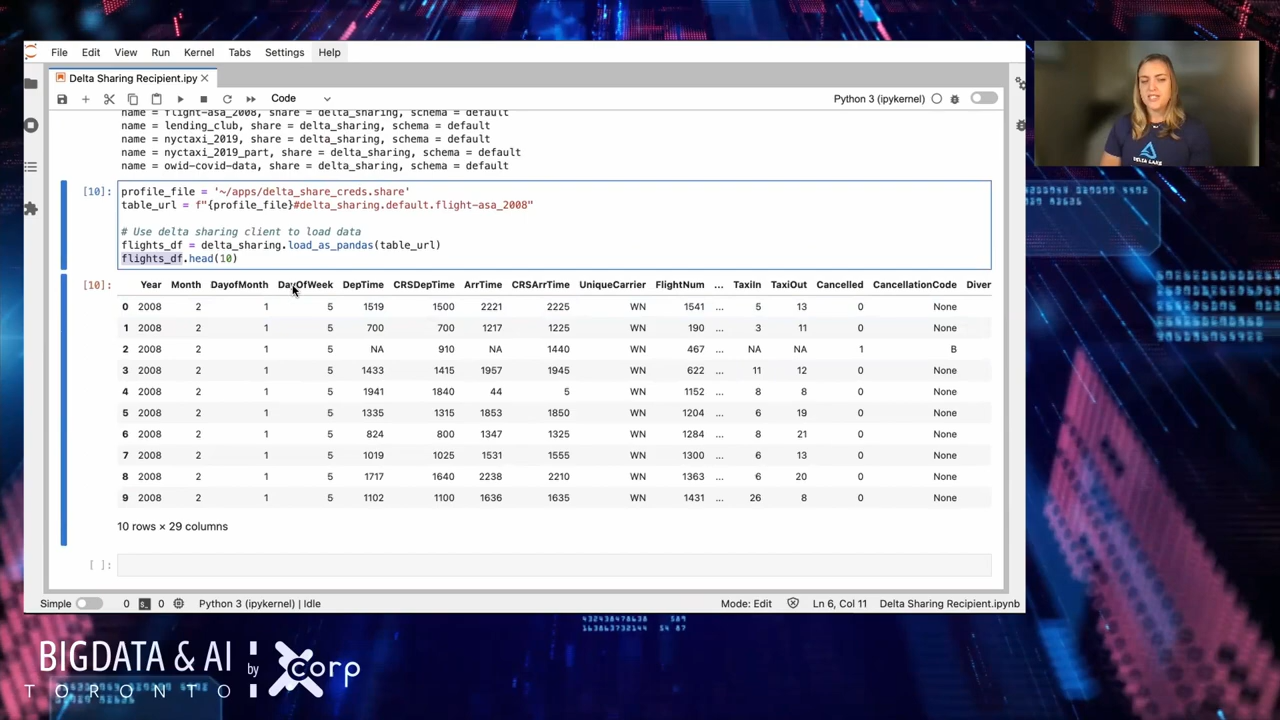 File Edit View Run Kernel Tabs Settings Help
Delta Sharing Recipient.ipy
Code
Python 3 (ipykernel)
name = flight-asa_2008, share = delta_sharing, schema = default
name = lending_club, share = delta_sharing, schema = default
name = nyctaxi_2019, share = delta_sharing, schema = default
name = nyctaxi_2019_part, share = delta_sharing, schema = default
name = owid-covid-data, share = delta_sharing, schema = default
[10]: profile_file = '~/apps/delta_share_creds.share'
table_url = f"{profile_file}#delta_sharing.default.flight-asa_2008"
# Use delta sharing client to load data
flights_df = delta_sharing.load_as_pandas(table_url)
flights_df.head(10)
[10]: Year Month DayofMonth DayOfWeek DepTime CRSDepTime ArrTime CRSArrTime UniqueCarrier FlightNum ... TaxiIn TaxiOut Cancelled CancellationCode Diver
0 2008 2 1 5 1519 1500 2221 2225 WN 1541 ... 5 13 0 None
1 2008 2 1 5 700 700 1217 1225 WN 190 ... 3 11 0 None
2 2008 2 1 5 NA 910 NA 1440 WN 467 ... NA NA 1 B
3 2008 2 1 5 1433 1415 1957 1945 WN 622 ... 11 12 0 None
4 2008 2 1 5 1941 1840 44 5 WN 1152 ... 8 8 0 None
5 2008 2 1 5 1335 1315 1853 1850 WN 1204 ... 6 19 0 None
6 2008 2 1 5 824 800 1347 1325 WN 1284 ... 8 21 0 None
7 2008 2 1 5 1019 1025 1531 1555 WN 1300 ... 6 13 0 None
8 2008 2 1 5 1717 1640 2238 2210 WN 1363 ... 6 20 0 None
9 2008 2 1 5 1102 1100 1636 1635 WN 1431 ... 26 8 0 None
10 rows × 29 columns
[ ]:
Simple 0 0 Python 3 (ipykernel) | Idle Mode: Edit Ln 6, Col 11 Delta Sharing Recipient.ipynb
DELTA LAKE
BIGDATA & AI
TORONTO
by
corp